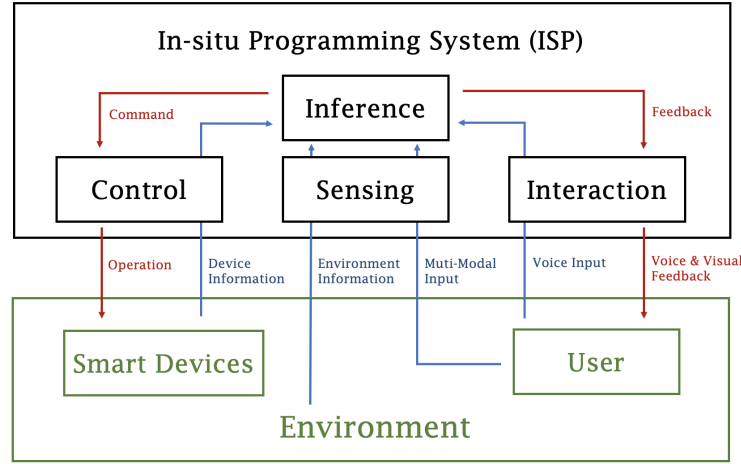 In-situ Programming System (ISP)
Inference
Command
Feedback
Control
Sensing
Interaction
Operation
Device
Information
Environment
Information
Muti-Modal
Input
Voice Input
Voice & Visual
Feedback
Smart Devices
User
Environment